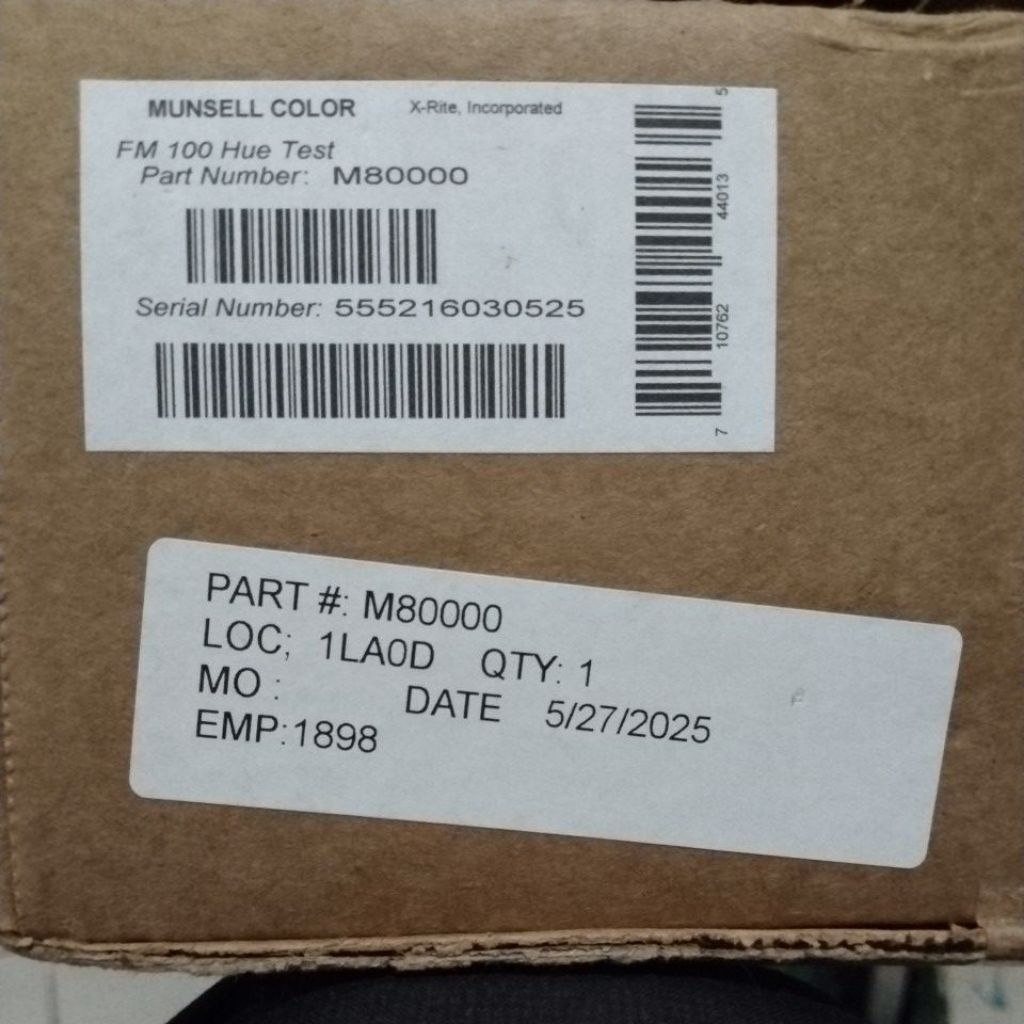 MUNSELL COLOR X-Rite, Incorporated
FM 100 Hue Test
Part Number: M80000
Serial Number: 555216030525
7 10762 44013 5
PART #: M80000
LOC; 1LA0D QTY: 1
MO : DATE 5/27/2025
EMP:1898